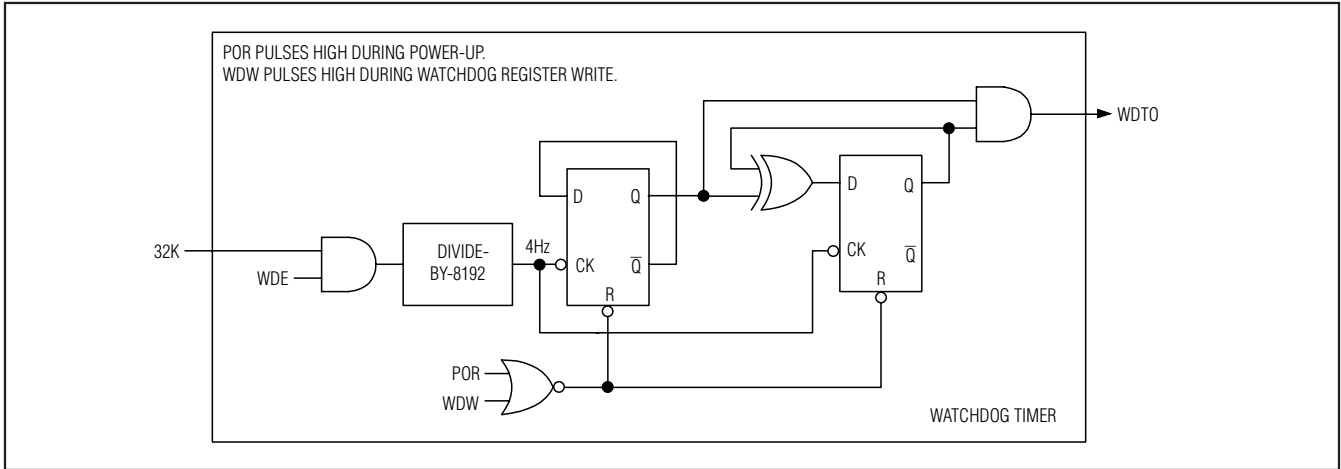 POR PULSES HIGH DURING POWER-UP.
WDW PULSES HIGH DURING WATCHDOG REGISTER WRITE.
WDTO
D
Q
D
Q
32K
DIVIDE-
BY-8192
4Hz
CK
Q̅
CK
Q̅
WDE
R
R
POR
WDW
WATCHDOG TIMER